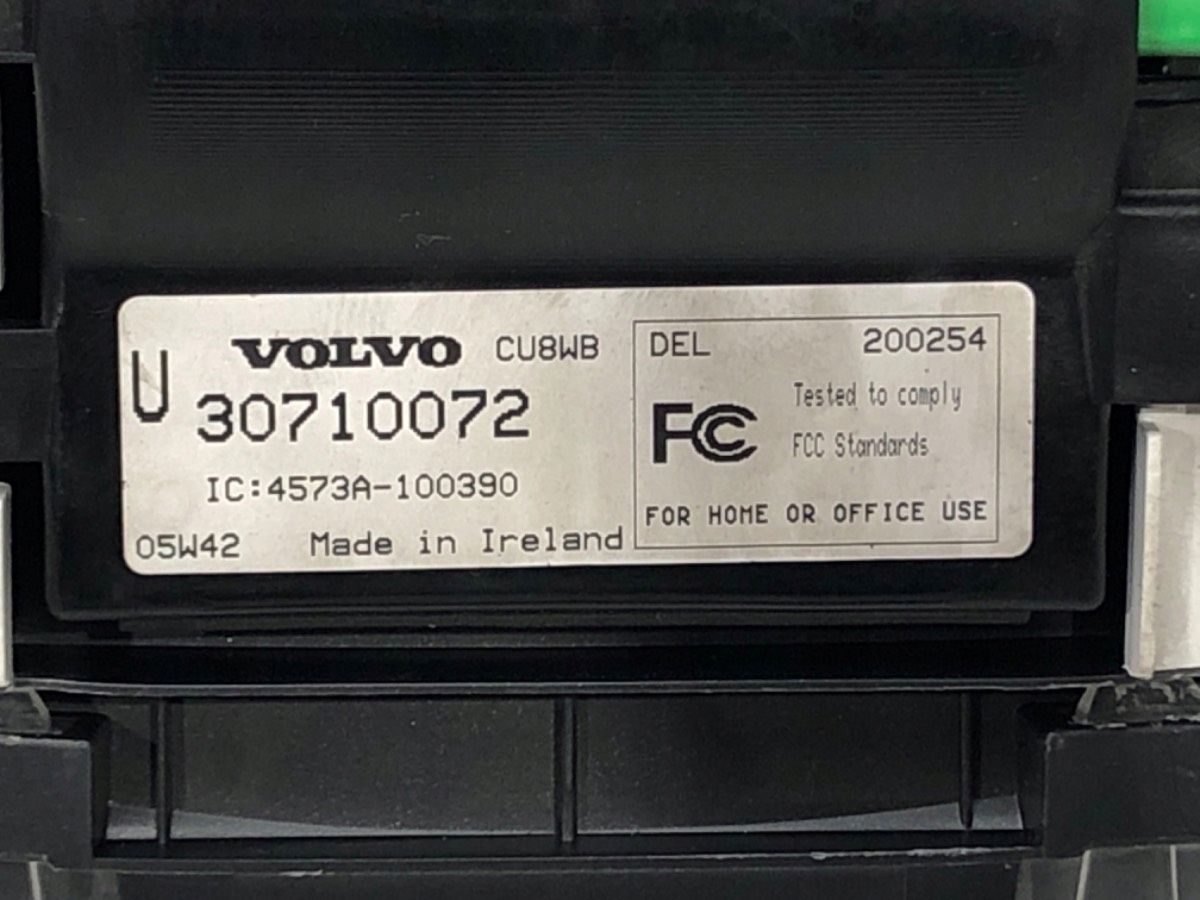 U
VOLVO CU8WB
30710072
IC:4573A-100390
05W42 Made in Ireland
DEL 200254
FC Tested to comply
FCC Standards
FOR HOME OR OFFICE USE